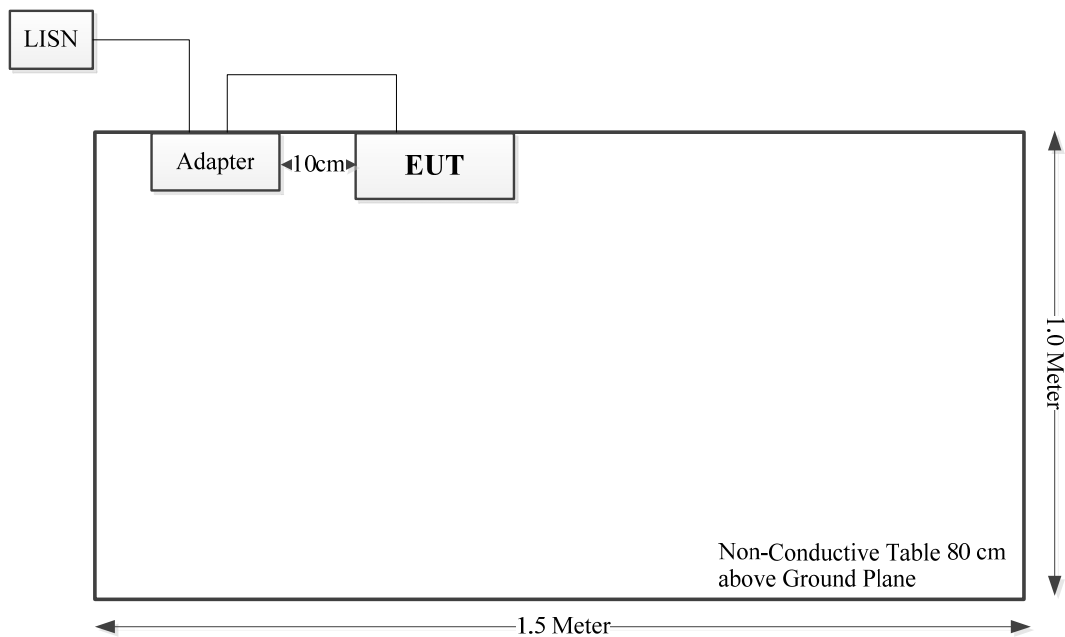 LISN
Adapter
10cm
EUT
1.0 Meter
Non-Conductive Table 80 cm
above Ground Plane
1.5 Meter